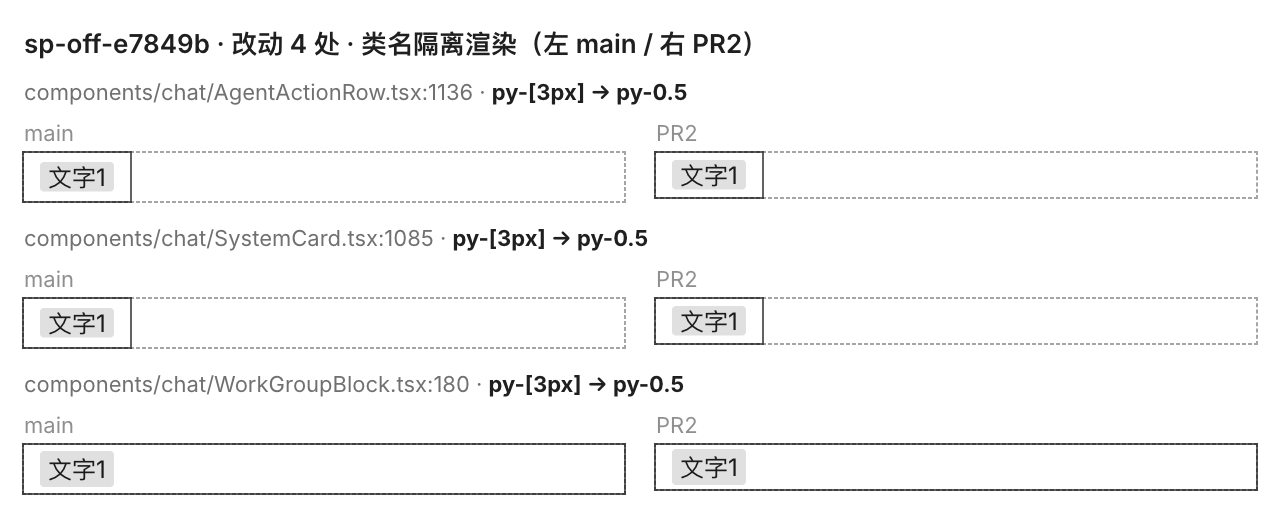 sp-off-e7849b · 改动 4 处 · 类名隔离渲染（左 main / 右 PR2）
components/chat/AgentActionRow.tsx:1136 · py-[3px] → py-0.5
main PR2
文字1 文字1
components/chat/SystemCard.tsx:1085 · py-[3px] → py-0.5
main PR2
文字1 文字1
components/chat/WorkGroupBlock.tsx:180 · py-[3px] → py-0.5
main PR2
文字1 文字1